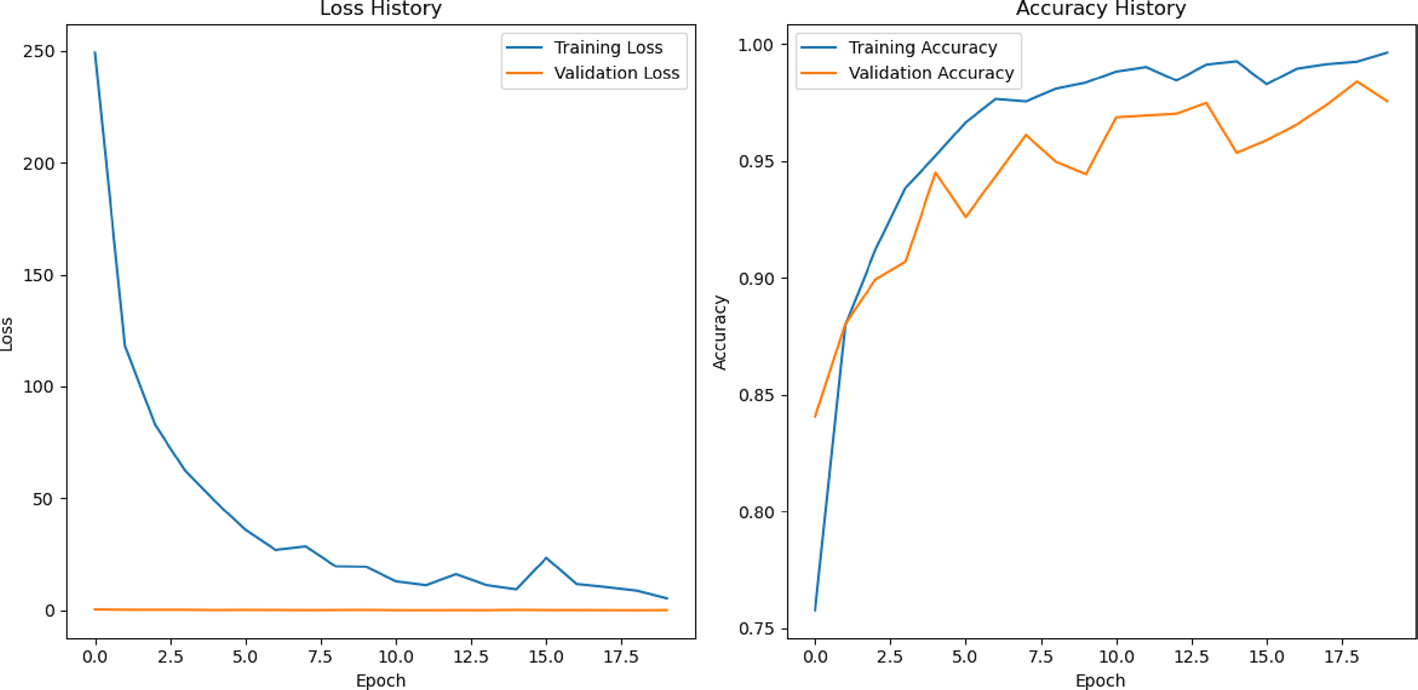 Loss History
250
200
150
100
50
0
Loss
0.0 2.5 5.0 7.5 10.0 12.5 15.0 17.5
Epoch
Training Loss
Validation Loss
Accuracy History
1.00
0.95
0.90
0.85
0.80
0.75
Accuracy
0.0 2.5 5.0 7.5 10.0 12.5 15.0 17.5
Epoch
Training Accuracy
Validation Accuracy